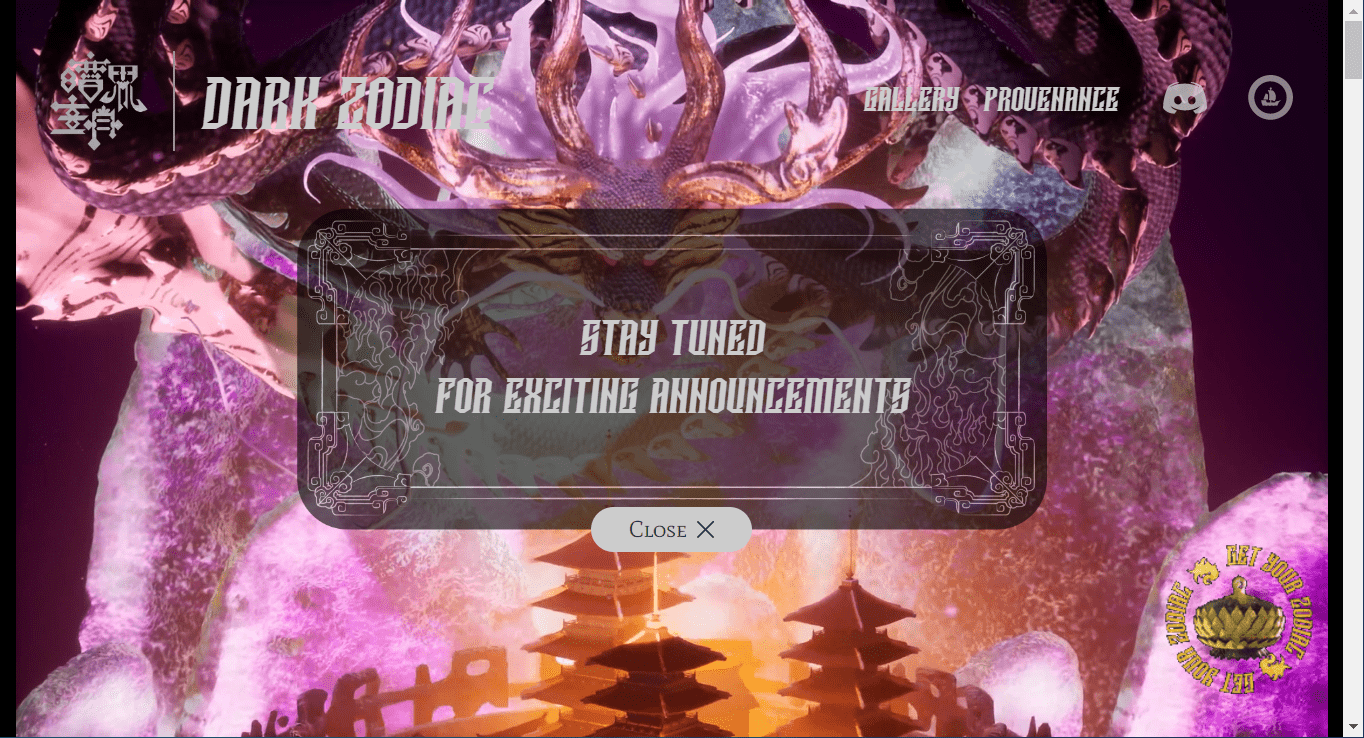 DARK ZODIAC
GALLERY
PROVENANCE
STAY TUNED
FOR EXCITING ANNOUNCEMENTS
CLOSE
GET YOUR ZODIAC
GET YOUR ZODIAC